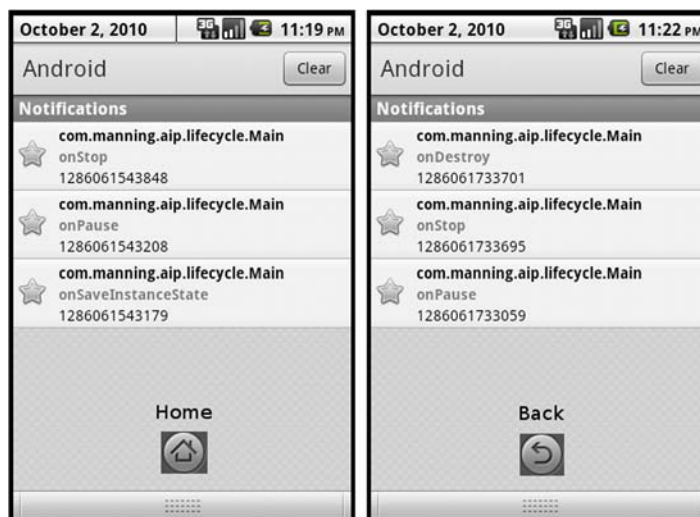 October 2, 2010 3G 11:19 PM
Android Clear
Notifications
com.manning.aip.lifecycle.Main
onStop
1286061543848
com.manning.aip.lifecycle.Main
onPause
1286061543208
com.manning.aip.lifecycle.Main
onSaveInstanceState
1286061543179
Home
October 2, 2010 3G 11:22 PM
Android Clear
Notifications
com.manning.aip.lifecycle.Main
onDestroy
1286061733701
com.manning.aip.lifecycle.Main
onStop
1286061733695
com.manning.aip.lifecycle.Main
onPause
1286061733059
Back